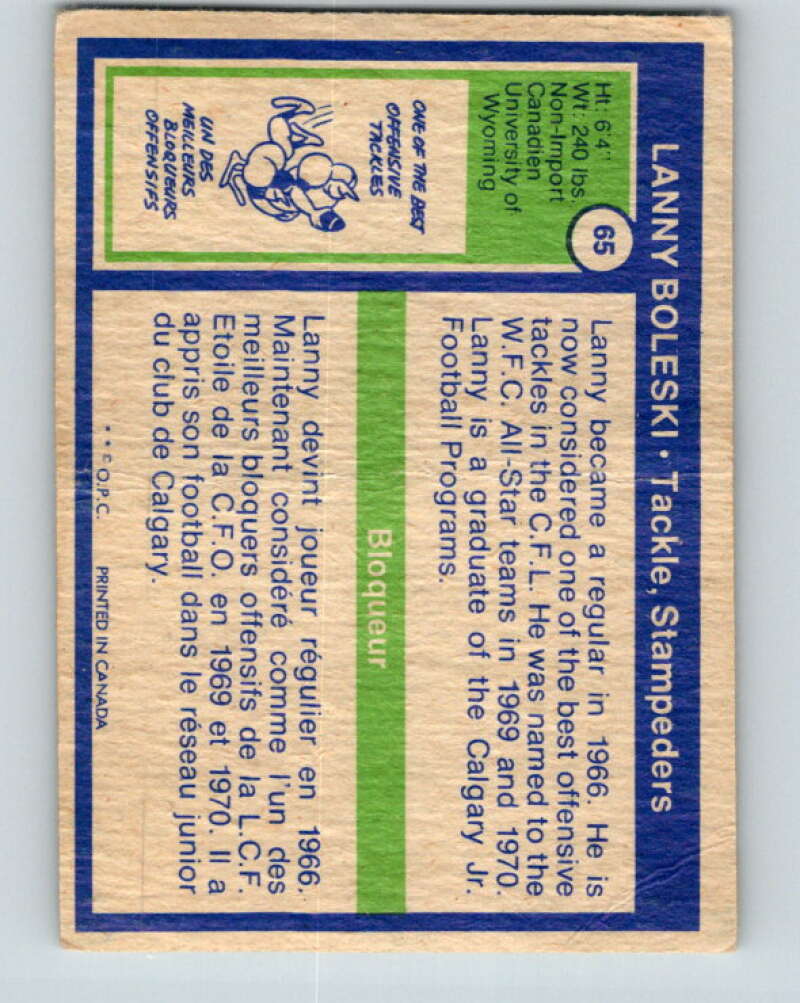 LANNY BOLESKI • Tackle, Stampeders
65
Ht: 6'4"
Wt: 240 lbs.
Non-Import
Canadien
University of
Wyoming
ONE OF THE BEST
OFFENSIVE
TACKLES
UN DES
MEILLEURS
BLOQUEURS
OFFENSIFS
Lanny became a regular in 1966. He is
now considered one of the best offensive
tackles in the C.F.L. He was named to the
W.F.C. All-Star teams in 1969 and 1970.
Lanny is a graduate of the Calgary Jr.
Football Programs.
Bloqueur
Lanny devint joueur régulier en 1966.
Maintenant considéré comme l'un des
meilleurs bloquers offensifs de la L.C.F.
Etoile de la C.F.O. en 1969 et 1970. Il a
appris son football dans le réseau junior
du club de Calgary.
* * © O.P.C. PRINTED IN CANADA